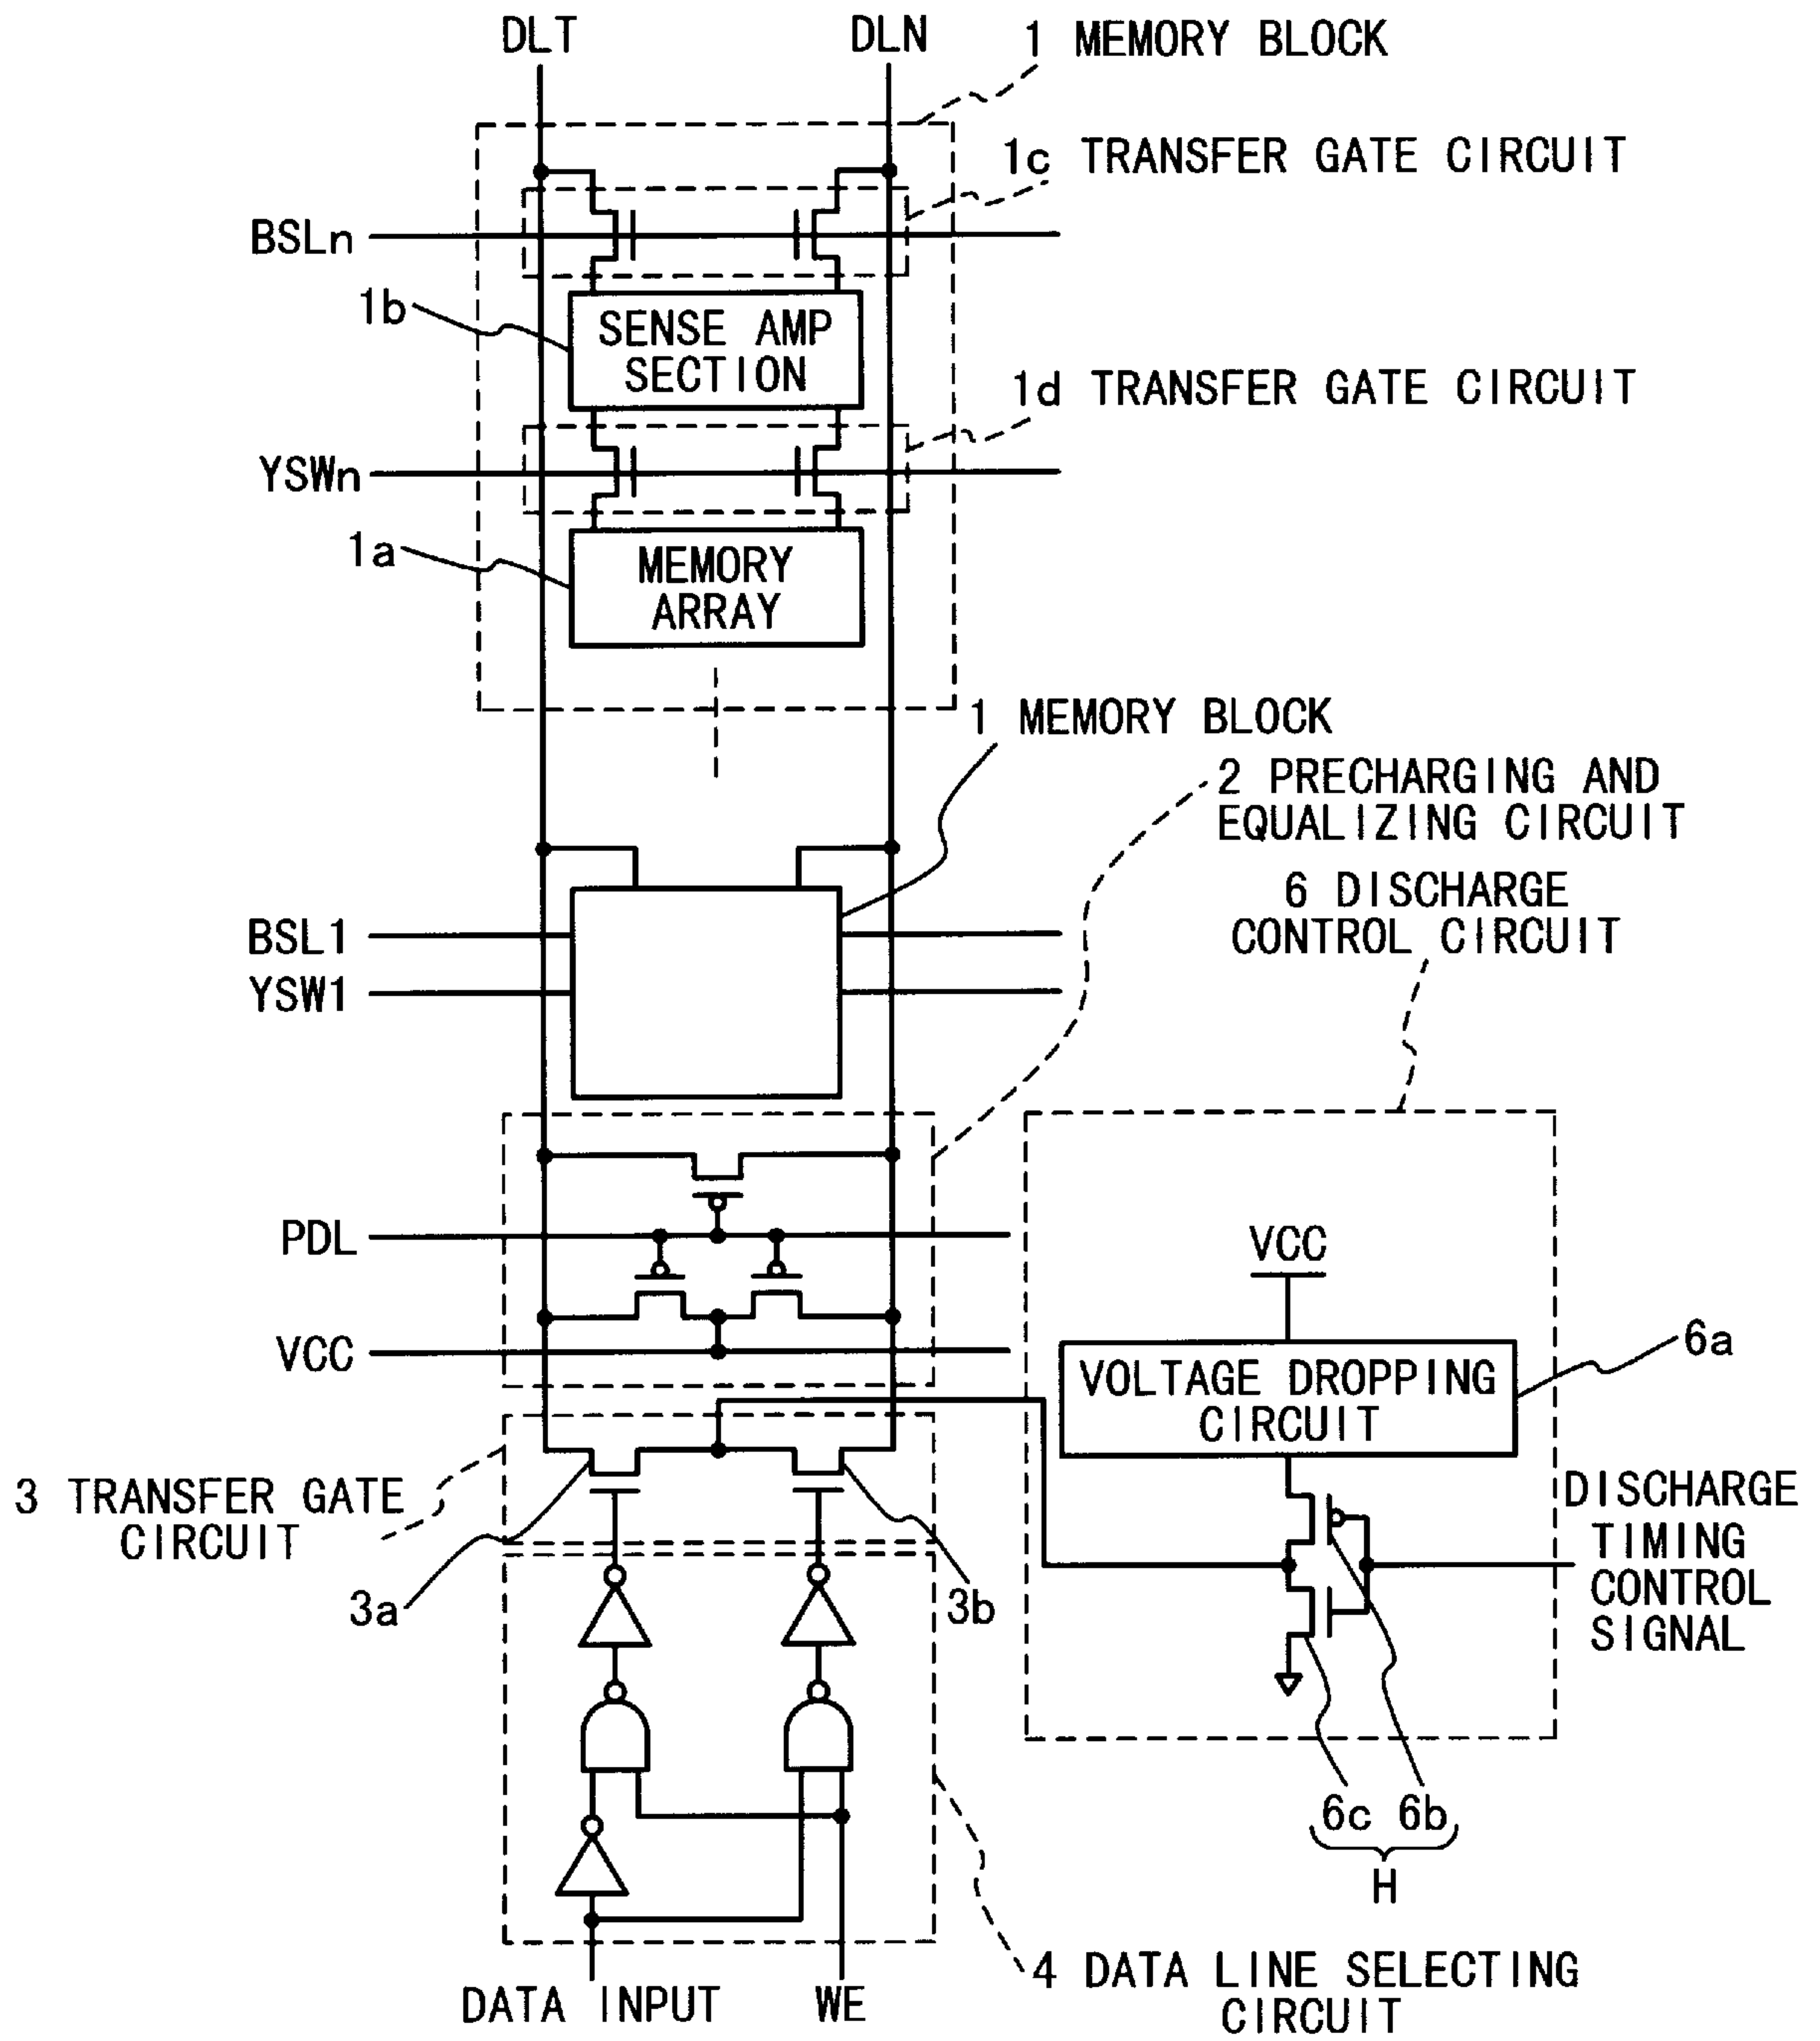 DLT
DLN
1 MEMORY BLOCK
1c TRANSFER GATE CIRCUIT
BSLn
1b
SENSE AMP
SECTION
1d TRANSFER GATE CIRCUIT
YSWn
1a
MEMORY
ARRAY
1 MEMORY BLOCK
2 PRECHARGING AND
EQUALIZING CIRCUIT
6 DISCHARGE
CONTROL CIRCUIT
BSL1
YSW1
PDL
VCC
VCC
6a
VOLTAGE DROPPING
CIRCUIT
3 TRANSFER GATE
CIRCUIT
DISCHARGE
TIMING
CONTROL
SIGNAL
3a
3b
6c 6b
H
4 DATA LINE SELECTING
CIRCUIT
DATA INPUT
WE